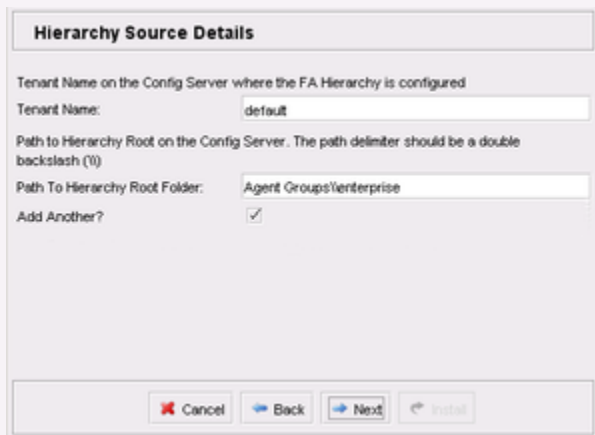 Hierarchy Source Details
Tenant Name on the Config Server where the FA Hierarchy is configured
Tenant Name:
default
Path to Hierarchy Root on the Config Server. The path delimiter should be a double
backslash ('\\)
Path To Hierarchy Root Folder:
Agent Groups\\enterprise
Add Another?
Cancel
Back
Next
Install